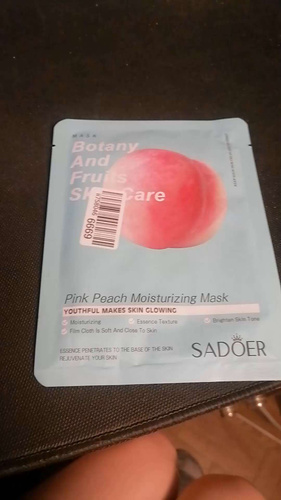 MASK
Botany
And
Fruits
Skin Care
6669
Pink Peach Moisturizing Mask
YOUTHFUL MAKES SKIN GLOWING
Moisturizing
Essence Texture
Brighten Skin Tone
Film Cloth Is Soft And Close To Skin
ESSENCE PENETRATES TO THE BASE OF THE SKIN
REJUVENATE YOUR SKIN
SADOER